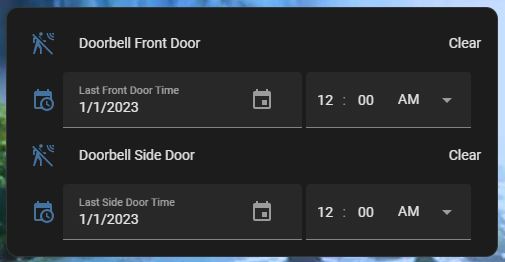 Doorbell Front Door Clear
Last Front Door Time
1/1/2023 12 : 00 AM
Doorbell Side Door Clear
Last Side Door Time
1/1/2023 12 : 00 AM